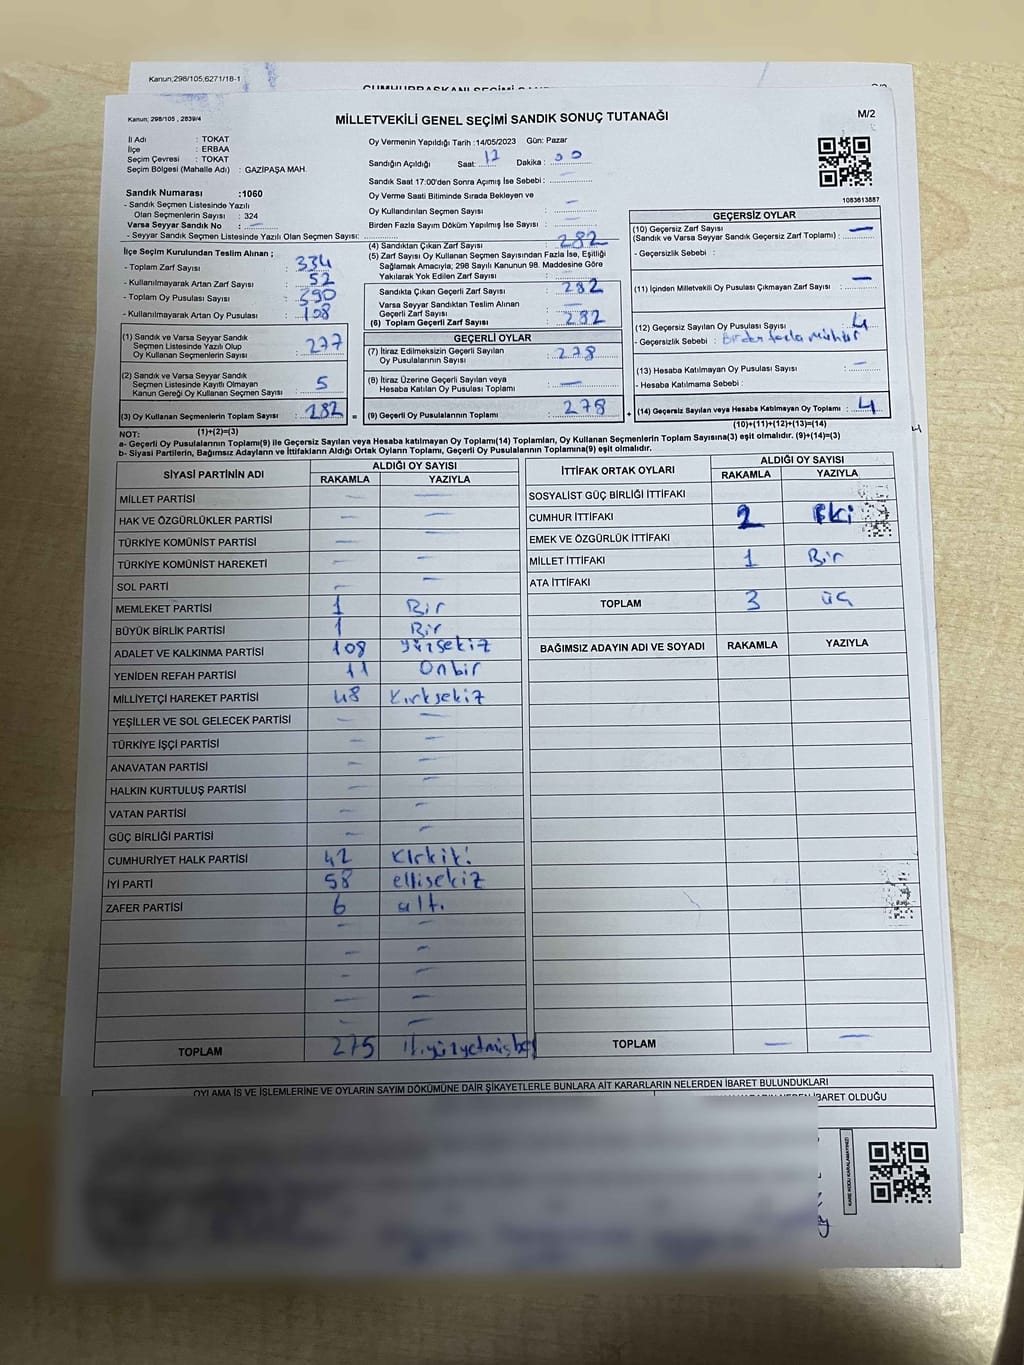 Kanun;298/105,6271/18-1
Kanun; 298/105 , 2839/4
MİLLETVEKİLİ GENEL SEÇİMİ SANDIK SONUÇ TUTANAĞI
M/2
İl Adı : TOKAT
İlçe : ERBAA
Seçim Çevresi : TOKAT
Seçim Bölgesi (Mahalle Adı) : GAZİPAŞA MAH.
Sandık Numarası :1060
- Sandık Seçmen Listesinde Yazılı
Olan Seçmenlerin Sayısı : 324
Varsa Seyyar Sandık No : —
- Seyyar Sandık Seçmen Listesinde Yazılı Olan Seçmen Sayısı:
Oy Vermenin Yapıldığı Tarih :14/05/2023 Gün: Pazar
Sandığın Açıldığı Saat: 17 Dakika :
Sandık Saat 17:00'den Sonra Açımış İse Sebebi : —
Oy Verme Saati Bitiminde Sırada Bekleyen ve
Oy Kullandırılan Seçmen Sayısı : —
Birden Fazla Sayım Döküm Yapılmış İse Sayısı : —
1083613887
İlçe Seçim Kurulundan Teslim Alınan ;
- Toplam Zarf Sayısı : 334
- Kullanılmayarak Artan Zarf Sayısı : 52
- Toplam Oy Pusulası Sayısı : 390
- Kullanılmayarak Artan Oy Pusulası : 108
(1) Sandık ve Varsa Seyyar Sandık
Seçmen Listesinde Yazılı Olup
Oy Kullanan Seçmenlerin Sayısı : 277
(2) Sandık ve Varsa Seyyar Sandık
Seçmen Listesinde Kayıtlı Olmayan
Kanun Gereği Oy Kullanan Seçmen Sayısı : 5
(3) Oy Kullanan Seçmenlerin Toplam Sayısı : 282 =
(1)+(2)=(3)
(4) Sandıktan Çıkan Zarf Sayısı : 282
(5) Zarf Sayısı Oy Kullanan Seçmen Sayısından Fazla İse, Eşitliği
Sağlamak Amacıyla; 298 Sayılı Kanunun 98. Maddesine Göre
Yakılarak Yok Edilen Zarf Sayısı : —
Sandıkta Çıkan Geçerli Zarf Sayısı : 282
Varsa Seyyar Sandıktan Teslim Alınan
Geçerli Zarf Sayısı : —
(6) Toplam Geçerli Zarf Sayısı : 282
GEÇERLİ OYLAR
(7) İtiraz Edilmeksizin Geçerli Sayılan
Oy Pusulalarının Sayısı : 278
(8) İtiraz Üzerine Geçerli Sayılan veya
Hesaba Katılan Oy Pusulası Toplamı : —
(9) Geçerli Oy Pusulalarının Toplamı : 278 +
GEÇERSİZ OYLAR
(10) Geçersiz Zarf Sayısı
(Sandık ve Varsa Seyyar Sandık Geçersiz Zarf Toplamı) : —
- Geçersizlik Sebebi :
(11) İçinden Milletvekili Oy Pusulası Çıkmayan Zarf Sayısı : —
(12) Geçersiz Sayılan Oy Pusulası Sayısı : 4
- Geçersizlik Sebebi : Birden fazla mühür
(13) Hesaba Katılmayan Oy Pusulası Sayısı : —
- Hesaba Katılmama Sebebi :
(14) Geçersiz Sayılan veya Hesaba Katılmayan Oy Toplamı : 4
(10)+(11)+(12)+(13)=(14)
NOT:
a- Geçerli Oy Pusulalarının Toplamı(9) ile Geçersiz Sayılan veya Hesaba katılmayan Oy Toplamı(14) Toplamları, Oy Kullanan Seçmenlerin Toplam Sayısına(3) eşit olmalıdır. (9)+(14)=(3)
b- Siyasi Partilerin, Bağımsız Adayların ve İttifakların Aldığı Ortak Oyların Toplamı, Geçerli Oy Pusulalarının Toplamına(9) eşit olmalıdır.
SİYASİ PARTİNİN ADI ALDIĞI OY SAYISI
RAKAMLA YAZIYLA
MİLLET PARTİSİ — —
HAK VE ÖZGÜRLÜKLER PARTİSİ — —
TÜRKİYE KOMÜNİST PARTİSİ — —
TÜRKİYE KOMÜNİST HAREKETİ — —
SOL PARTİ — —
MEMLEKET PARTİSİ 1 Bir
BÜYÜK BİRLİK PARTİSİ 1 Bir
ADALET VE KALKINMA PARTİSİ 108 yüzsekiz
YENİDEN REFAH PARTİSİ 11 Onbir
MİLLİYETÇİ HAREKET PARTİSİ 48 Kırksekiz
YEŞİLLER VE SOL GELECEK PARTİSİ — —
TÜRKİYE İŞÇİ PARTİSİ — —
ANAVATAN PARTİSİ — —
HALKIN KURTULUŞ PARTİSİ — —
VATAN PARTİSİ — —
GÜÇ BİRLİĞİ PARTİSİ — —
CUMHURİYET HALK PARTİSİ 42
İYİ PARTİ 58 ellisekiz
ZAFER PARTİSİ 6 altı
TOPLAM 275 ikiyüzyetmişbeş
İTTİFAK ORTAK OYLARI ALDIĞI OY SAYISI
RAKAMLA YAZIYLA
SOSYALİST GÜÇ BİRLİĞİ İTTİFAKI
CUMHUR İTTİFAKI 2 İki
EMEK VE ÖZGÜRLÜK İTTİFAKI
MİLLET İTTİFAKI 1 Bir
ATA İTTİFAKI
TOPLAM 3 üç
BAĞIMSIZ ADAYIN ADI VE SOYADI RAKAMLA YAZIYLA
TOPLAM — —
OYLAMA İŞ VE İŞLEMLERİNE VE OYLARIN SAYIM DÖKÜMÜNE DAİR ŞİKAYETLERLE BUNLARA AİT KARARLARIN NELERDEN İBARET BULUNDUKLARI
İBARET OLDUĞU
KARE KODU KARALAMAYINIZ!